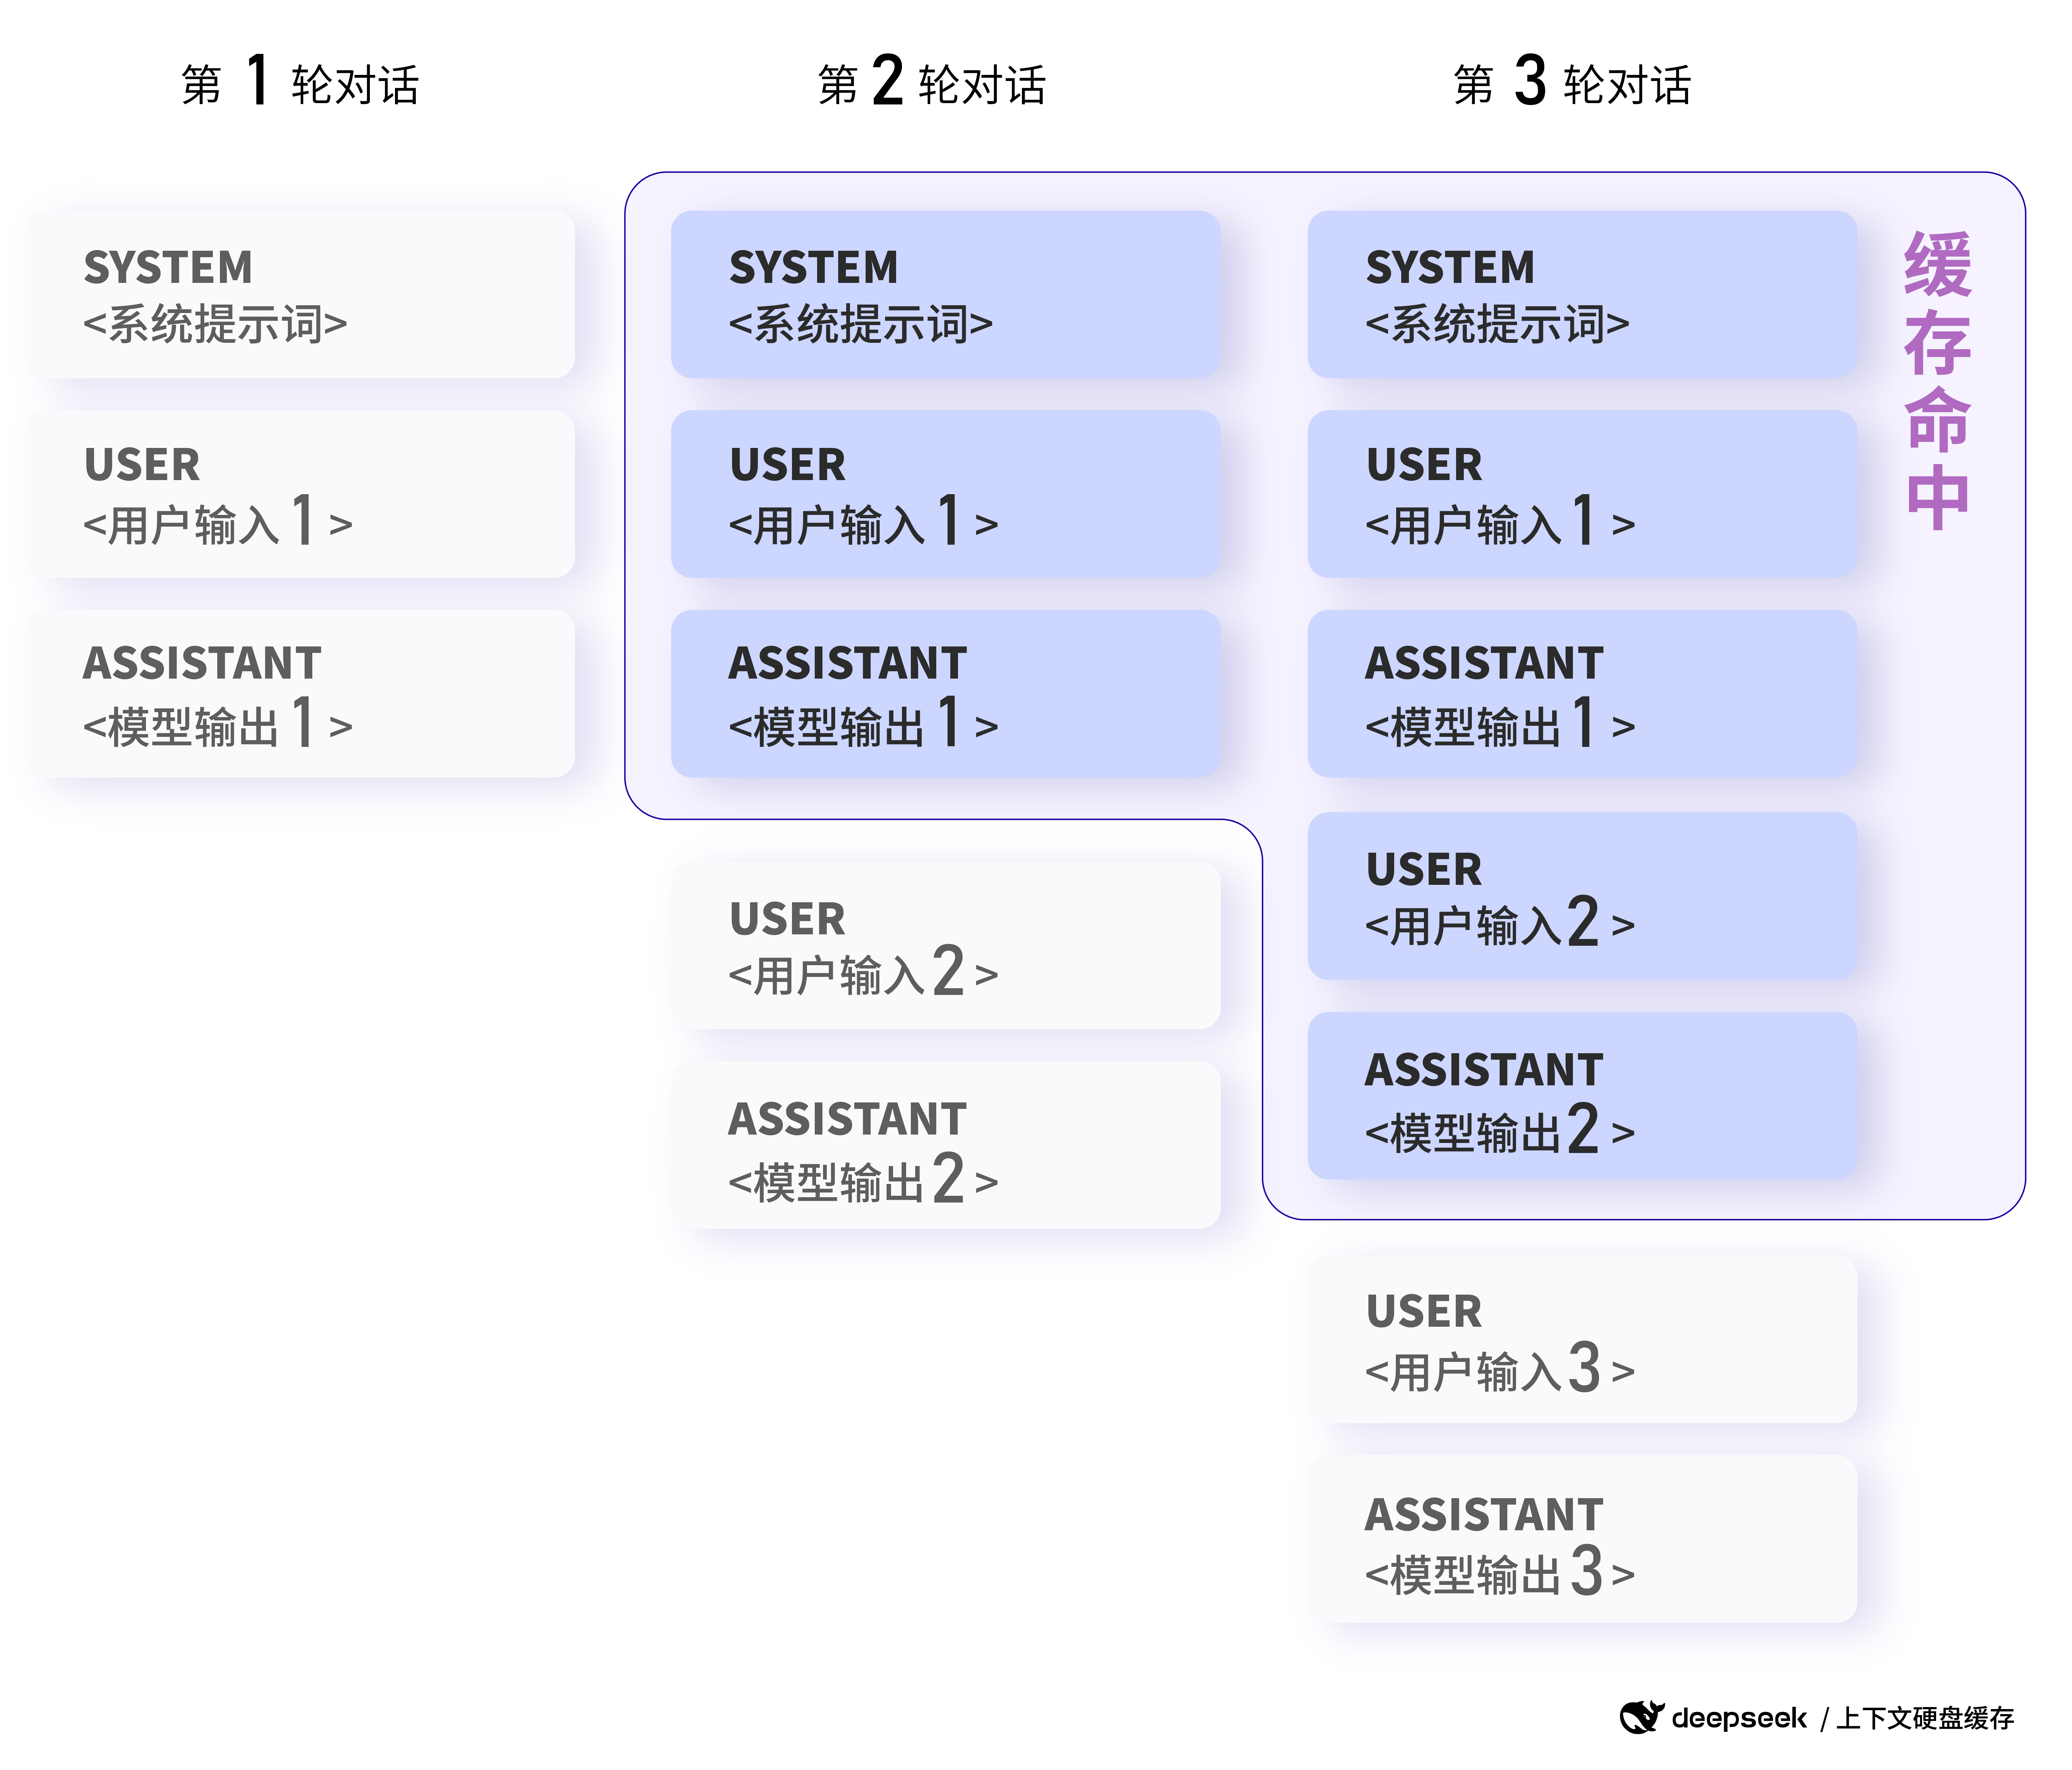 第 1 轮对话
SYSTEM
<系统提示词>
USER
<用户输入1>
ASSISTANT
<模型输出1>
第 2 轮对话
SYSTEM
<系统提示词>
USER
<用户输入1>
ASSISTANT
<模型输出1>
USER
<用户输入2>
ASSISTANT
<模型输出2>
第 3 轮对话
SYSTEM
<系统提示词>
USER
<用户输入1>
ASSISTANT
<模型输出1>
USER
<用户输入2>
ASSISTANT
<模型输出2>
USER
<用户输入3>
ASSISTANT
<模型输出3>
缓存命中
deepseek / 上下文硬盘缓存